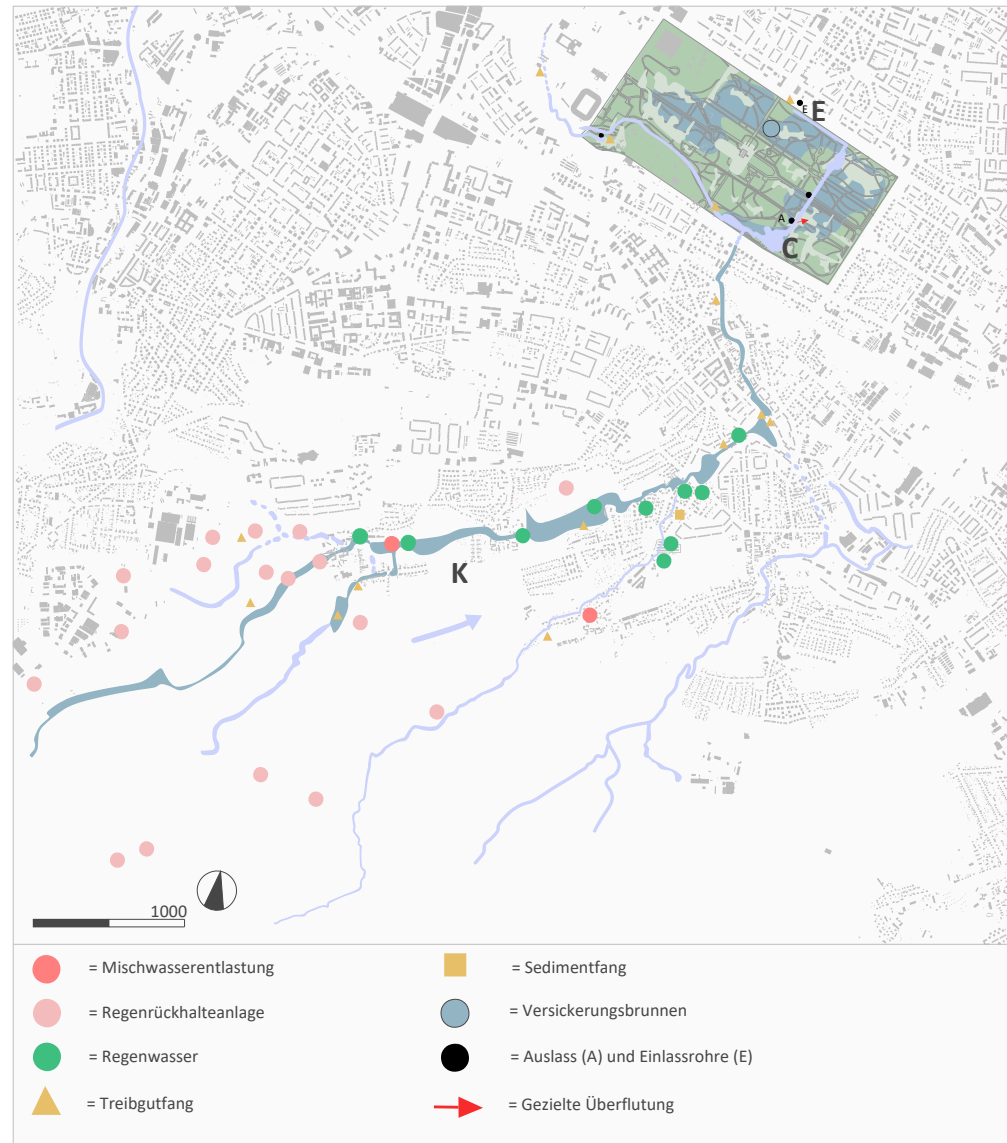 E
E
A
C
K
1000
= Mischwasserentlastung
= Sedimentfang
= Regenrückhalteanlage
= Versickerungsbrunnen
= Regenwasser
= Auslass (A) und Einlassrohre (E)
= Treibgutfang
= Gezielte Überflutung